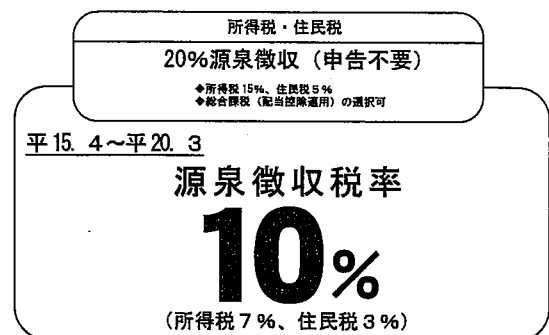 所得税・住民税
20%源泉徴収（申告不要）
◆所得税15%、住民税5%
◆総合課税（配当控除適用）の選択可
平15. 4～平20. 3
源泉徴収税率
10%
(所得税7%、住民税3%)